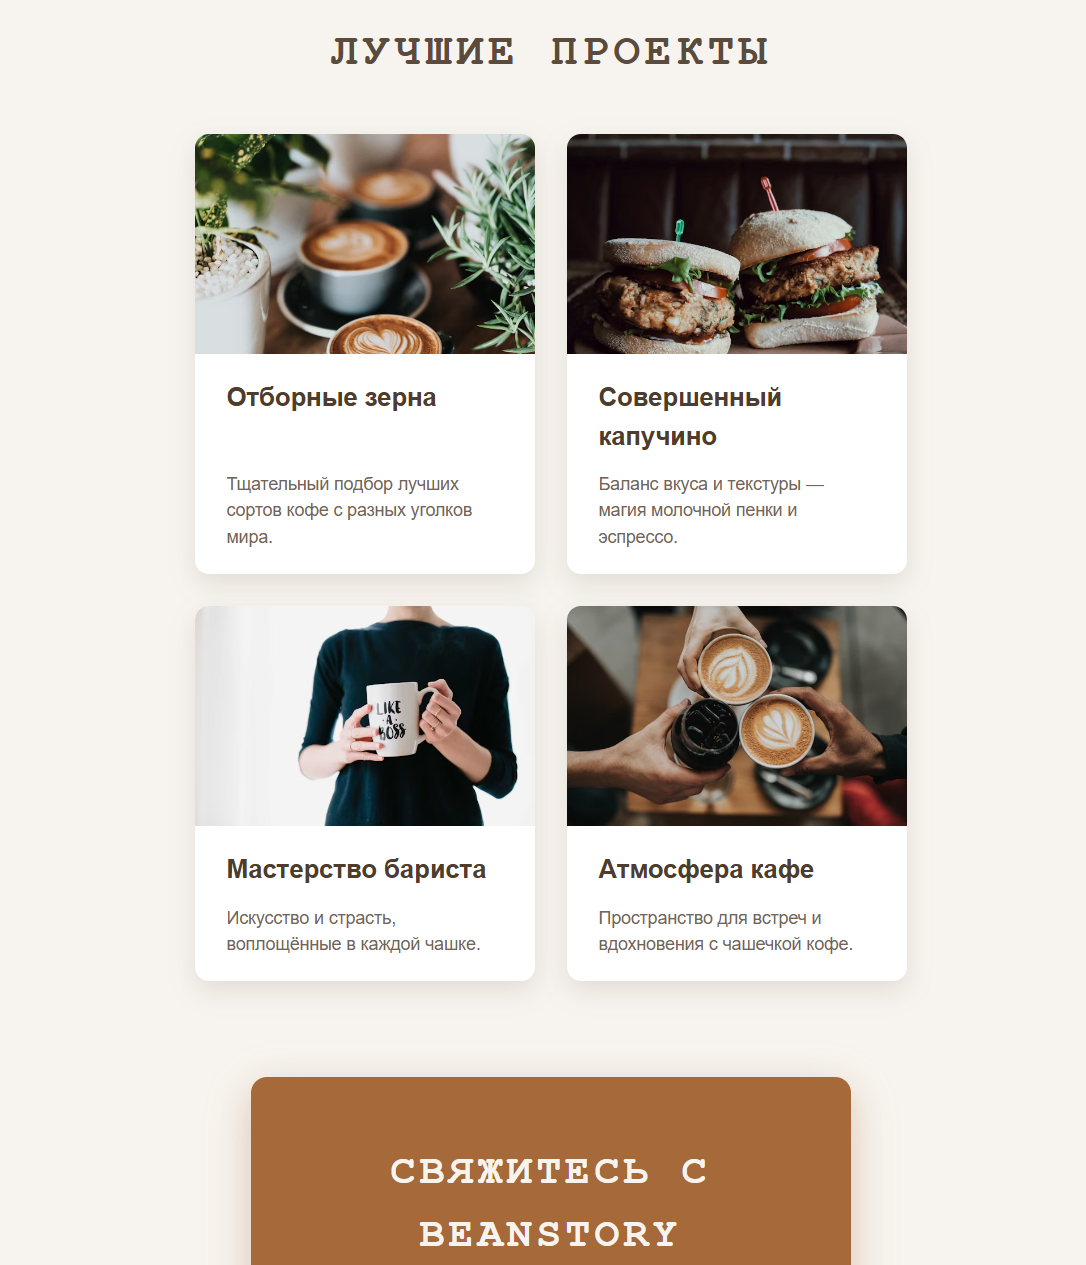 ЛУЧШИЕ ПРОЕКТЫ
Отборные зерна
Тщательный подбор лучших
сортов кофе с разных уголков
мира.
Совершенный
капучино
Баланс вкуса и текстуры —
магия молочной пенки и
эспрессо.
LIKE
·A·
BOSS
Мастерство бариста
Искусство и страсть,
воплощённые в каждой чашке.
Атмосфера кафе
Пространство для встреч и
вдохновения с чашечкой кофе.
СВЯЖИТЕСЬ С
BEANSTORY